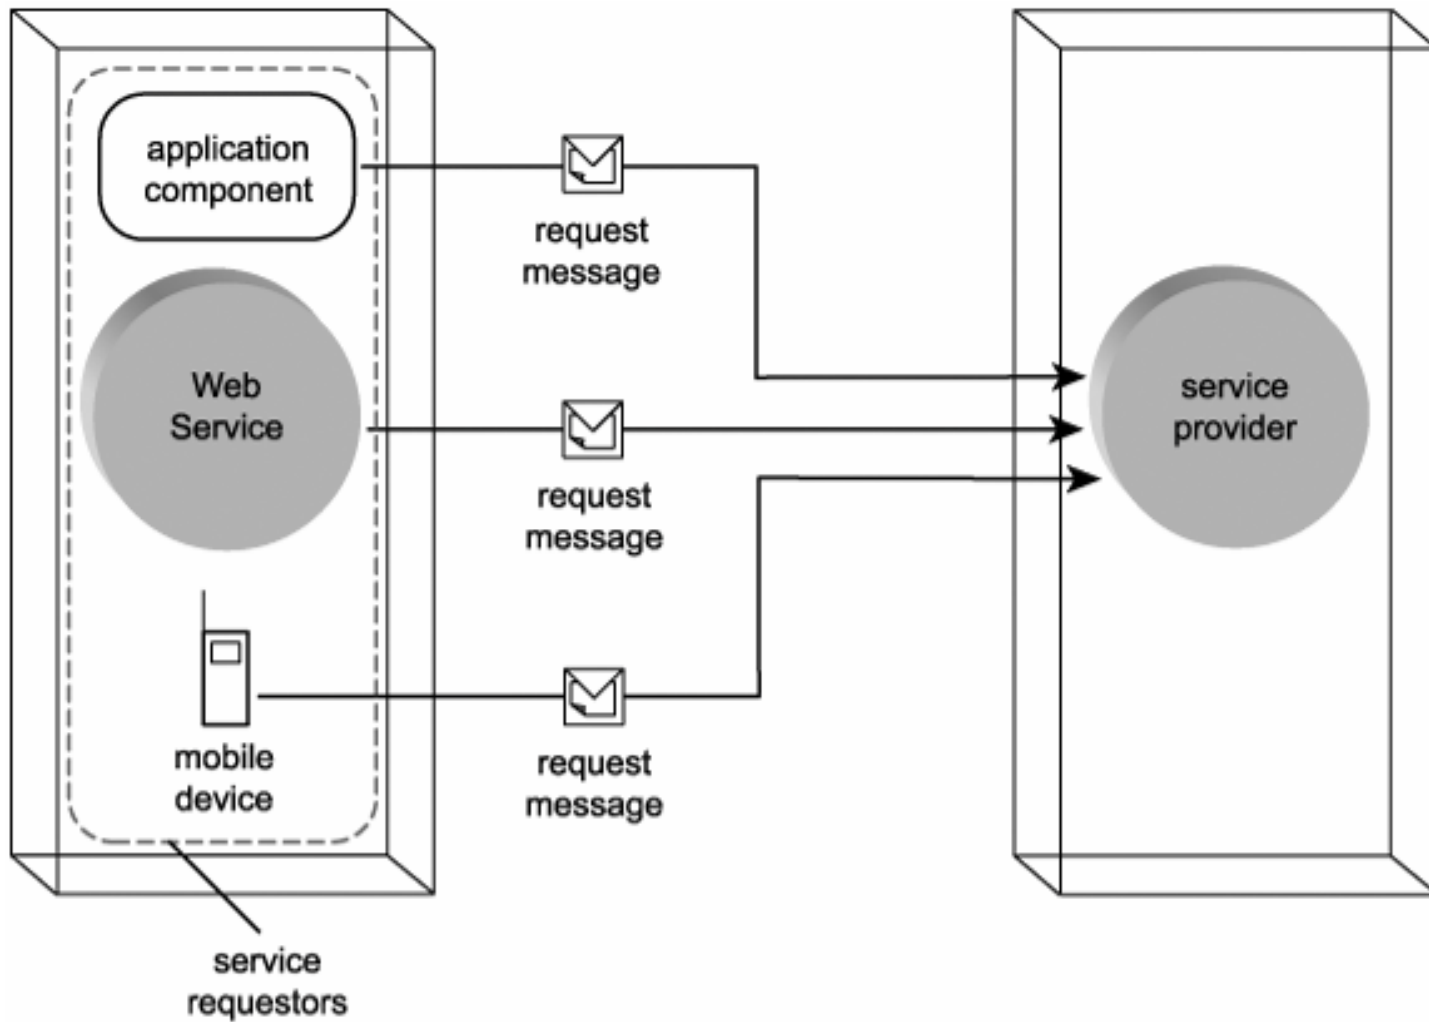 application
component
request
message
Web
Service
request
message
service
provider
mobile
device
request
message
service
requestors